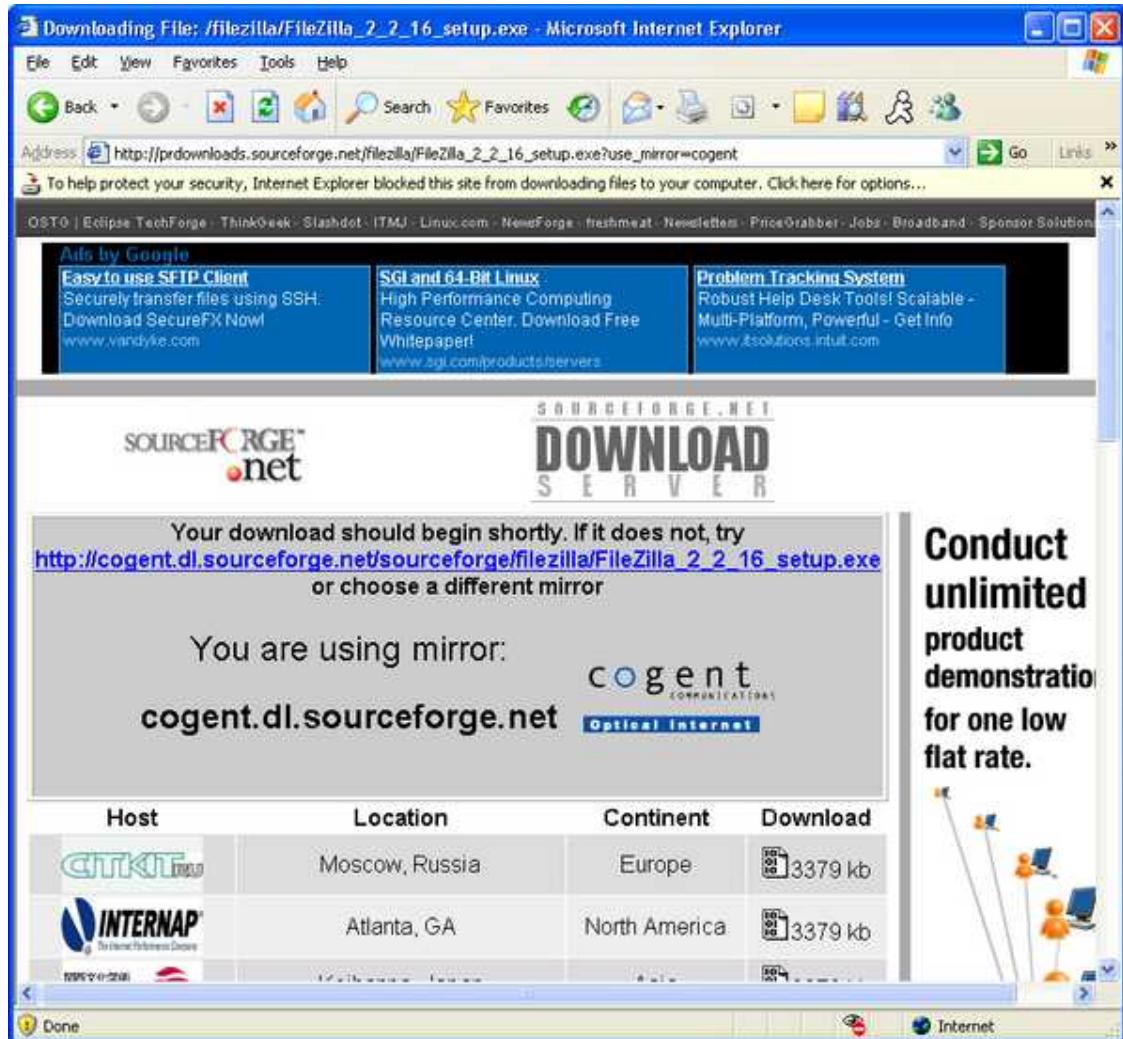 Downloading File: /filezilla/FileZilla_2_2_16_setup.exe - Microsoft Internet Explorer
File Edit View Favorites Tools Help
Back Search Favorites
Address http://prdownloads.sourceforge.net/filezilla/FileZilla_2_2_16_setup.exe?use_mirror=cogent Go Links »
To help protect your security, Internet Explorer blocked this site from downloading files to your computer. Click here for options...
OSTG | Eclipse TechForge · ThinkGeek · Slashdot · ITMJ · Linux.com · NewsForge · freshmeat · Newsletters · PriceGrabber · Jobs · Broadband · Sponsor Solution
Ads by Google
Easy to use SFTP Client
Securely transfer files using SSH.
Download SecureFX Now!
www.vandyke.com
SGI and 64-Bit Linux
High Performance Computing
Resource Center. Download Free
Whitepaper!
www.sgi.com/products/servers
Problem Tracking System
Robust Help Desk Tools! Scalable -
Multi-Platform, Powerful - Get Info
www.itsolutions.intuit.com
SOURCEFORGE™
.net
SOURCEFORGE.NET
DOWNLOAD
SERVER
Your download should begin shortly. If it does not, try
http://cogent.dl.sourceforge.net/sourceforge/filezilla/FileZilla_2_2_16_setup.exe
or choose a different mirror
You are using mirror:
cogent.dl.sourceforge.net
cogent
COMMUNICATIONS
Optical Internet
Conduct
unlimited
product
demonstratio
for one low
flat rate.
Host Location Continent Download
CITKIT Moscow, Russia Europe 3379 kb
INTERNAP Atlanta, GA North America 3379 kb
Done Internet